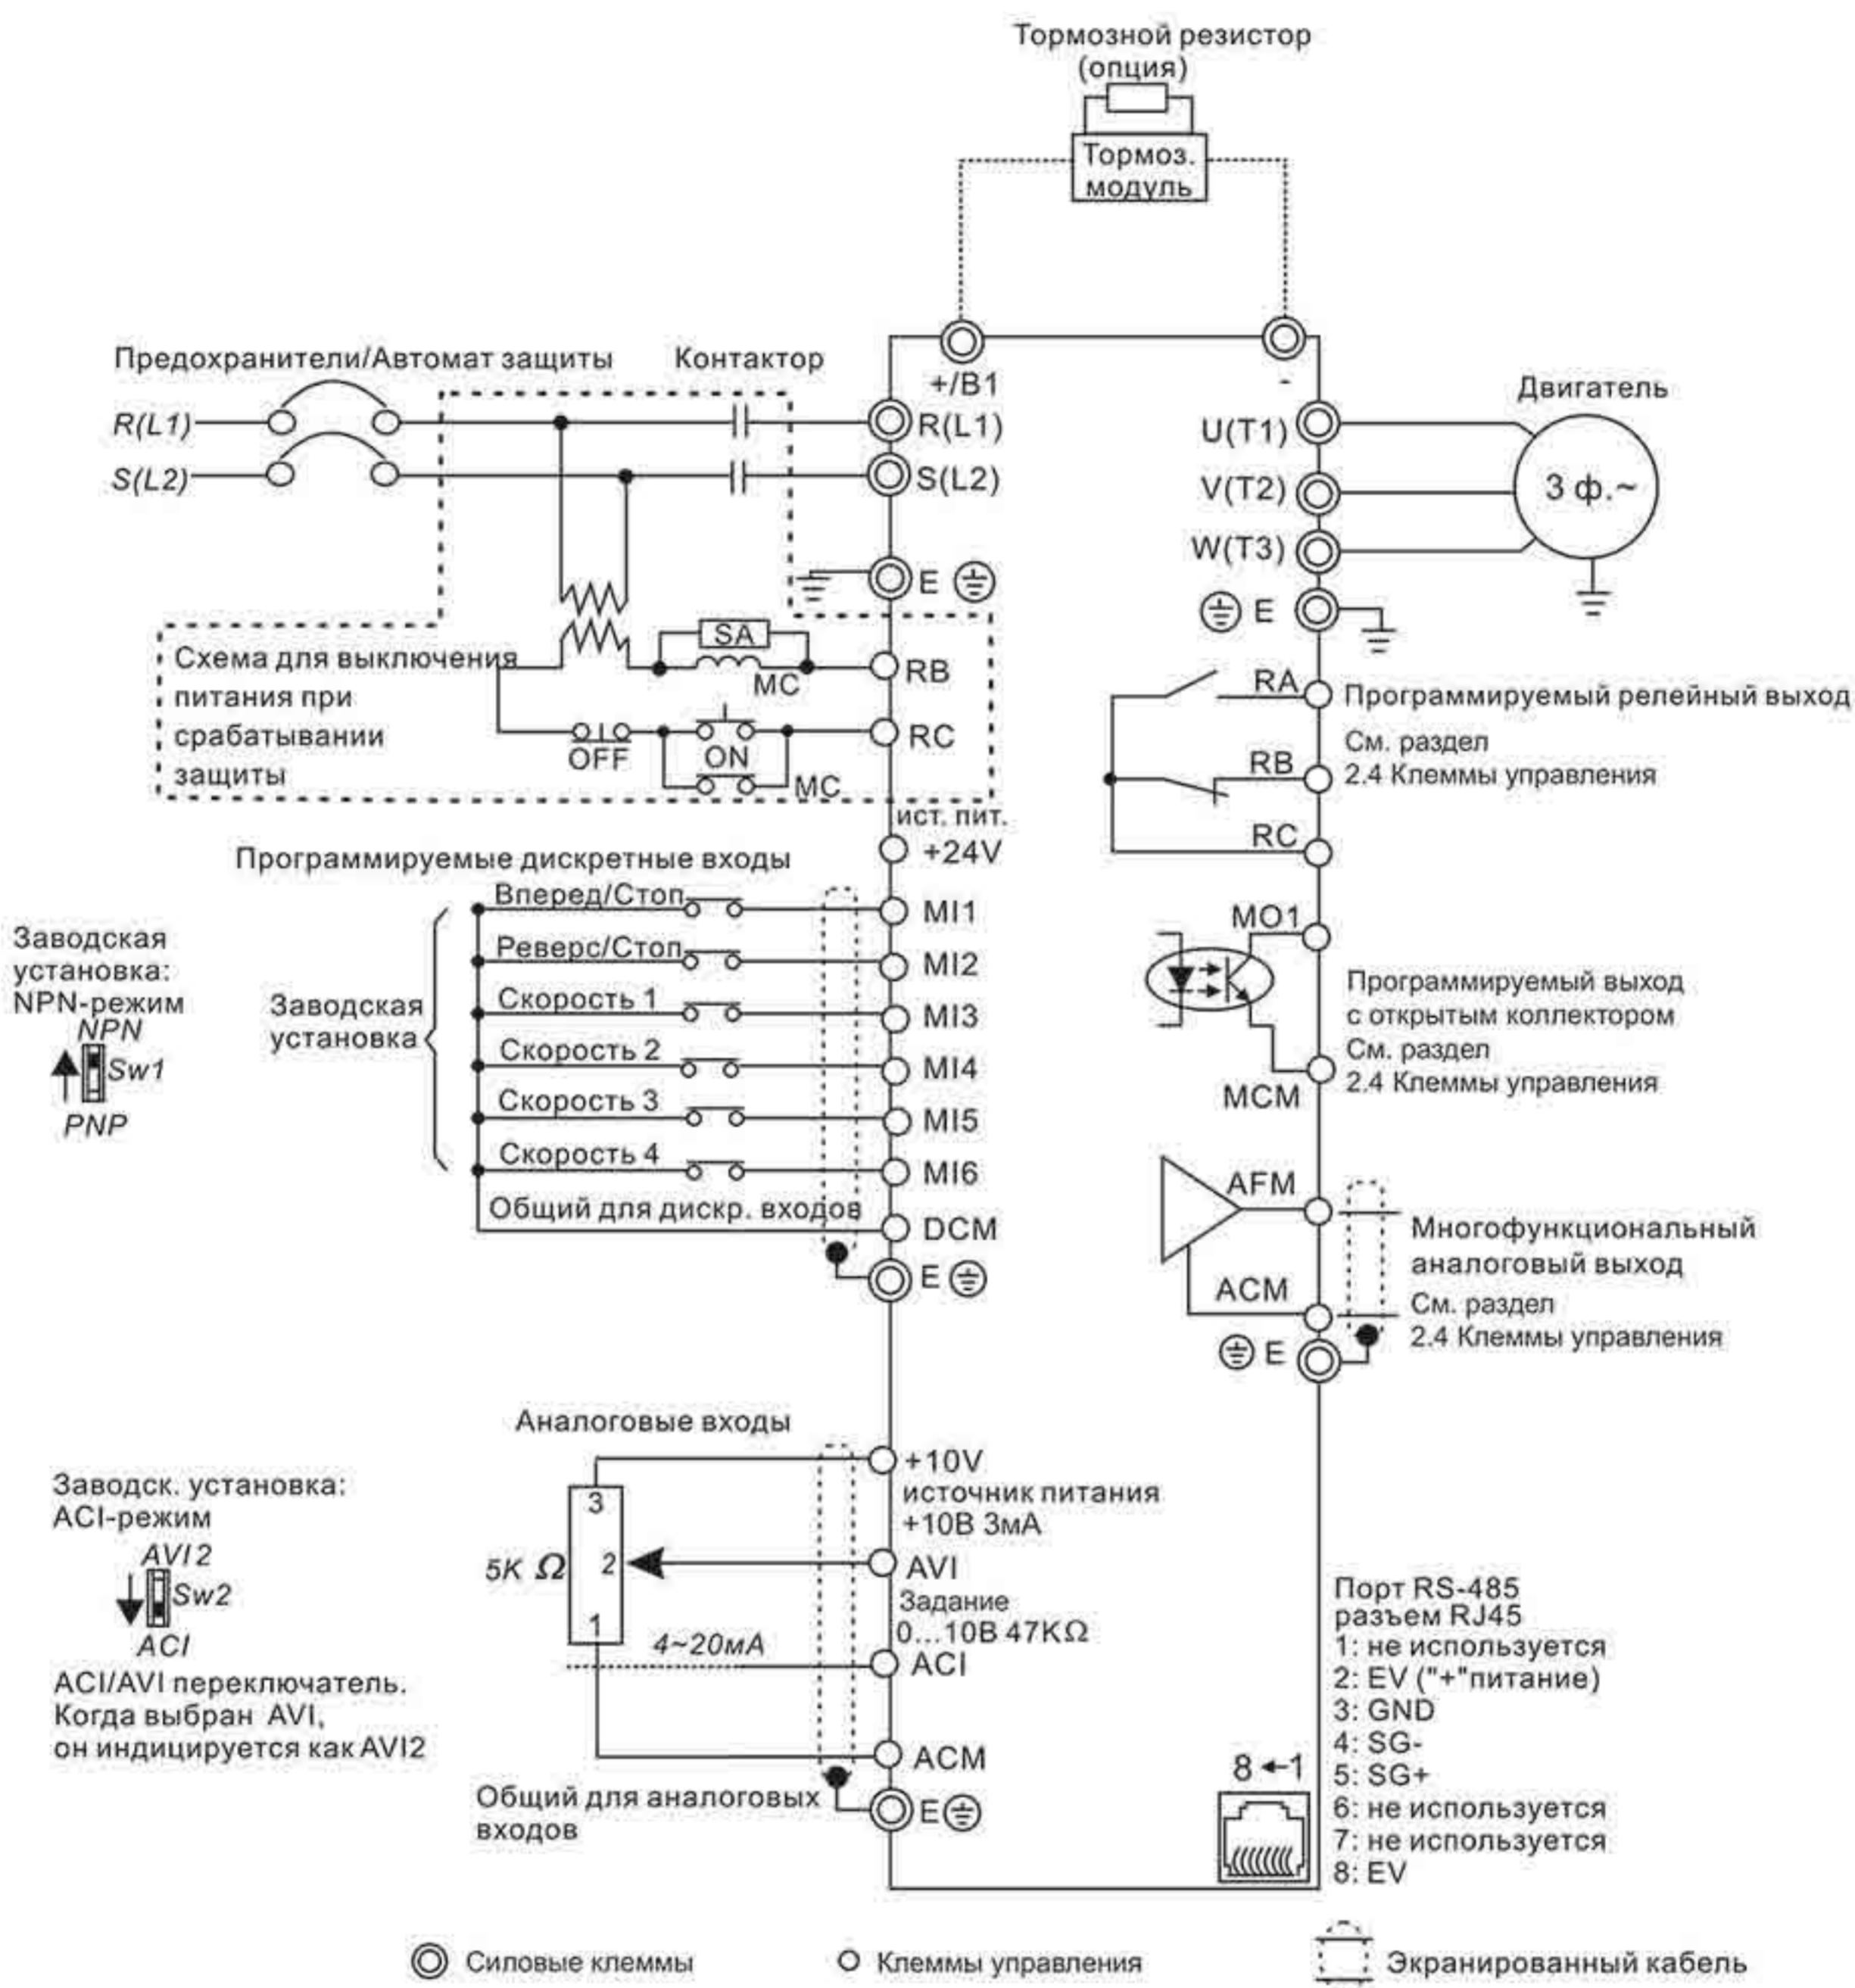 Тормозной резистор
(опция)
Тормоз.
модуль
Предохранители/Автомат защиты
Контактор
+/B1
-
Двигатель
R(L1)
R(L1)
U(T1)
S(L2)
S(L2)
V(T2)
3 ф.~
W(T3)
E
E
Схема для выключения
питания при
срабатывании
защиты
SA
MC
RB
OFF
ON
MC
RC
RA
Программируемый релейный выход
См. раздел
2.4 Клеммы управления
RB
RC
ист. пит.
+24V
Программируемые дискретные входы
Заводская
установка:
NPN-режим
NPN
Sw1
PNP
Заводская
установка
Вперед/Стоп
MI1
Реверс/Стоп
MI2
Скорость 1
MI3
Скорость 2
MI4
Скорость 3
MI5
Скорость 4
MI6
Общий для дискр. входов
DCM
E
MO1
Программируемый выход
с открытым коллектором
См. раздел
2.4 Клеммы управления
MCM
AFM
Многофункциональный
аналоговый выход
ACM
См. раздел
2.4 Клеммы управления
E
Аналоговые входы
Заводск. установка:
ACI-режим
AVI2
Sw2
ACI
ACI/AVI переключатель.
Когда выбран AVI,
он индицируется как AVI2
+10V
источник питания
+10В 3мА
3
5K Ω
2
1
AVI
Задание
0...10В 47KΩ
4~20мА
ACI
ACM
Общий для аналоговых
входов
E
Порт RS-485
разъем RJ45
1: не используется
2: EV ("+"питание)
3: GND
4: SG-
5: SG+
6: не используется
7: не используется
8: EV
8←1
Силовые клеммы
Клеммы управления
Экранированный кабель